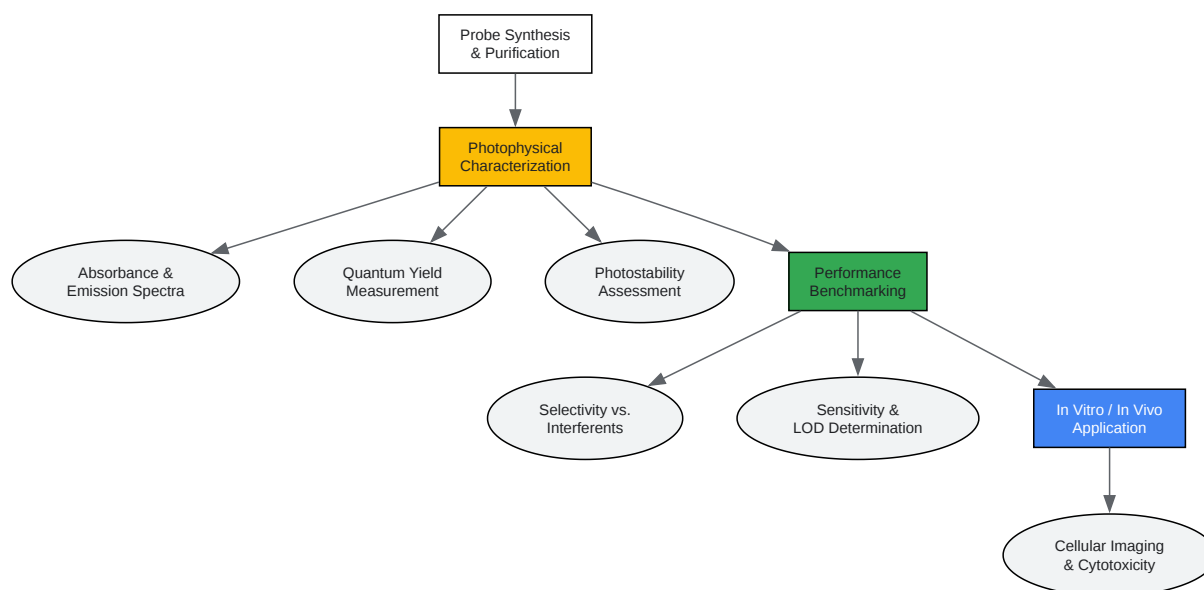 Probe Synthesis
& Purification
Photophysical
Characterization
Absorbance &
Emission Spectra
Quantum Yield
Measurement
Photostability
Assessment
Performance
Benchmarking
Selectivity vs.
Interferents
Sensitivity &
LOD Determination
In Vitro / In Vivo
Application
Cellular Imaging
& Cytotoxicity